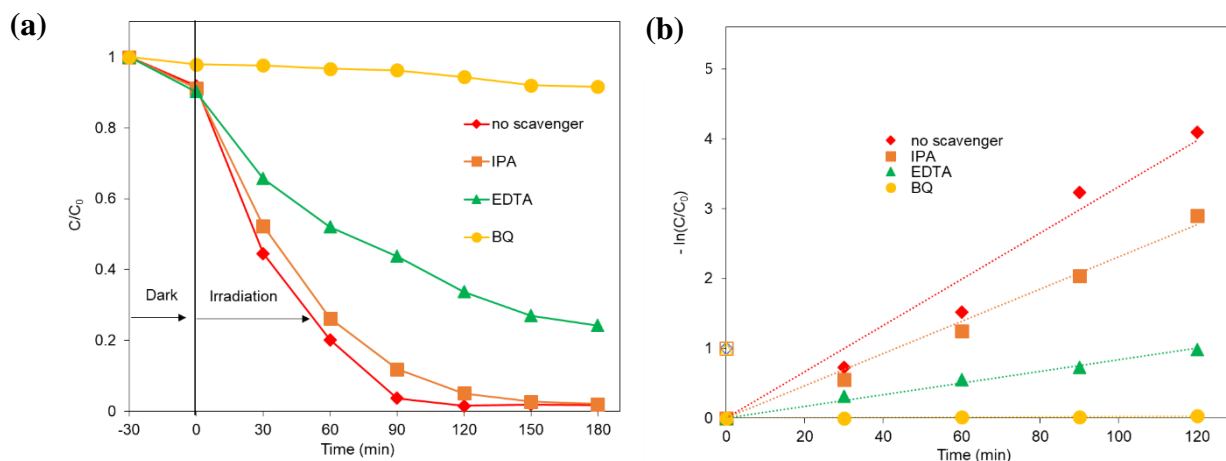 (a)
1
0.8
0.6
0.4
0.2
0
C/C₀
-30 0 30 60 90 120 150 180
Time (min)
Dark
Irradiation
no scavenger
IPA
EDTA
BQ
(b)
5
4
3
2
1
0
- ln(C/C₀)
0 20 40 60 80 100 120
Time (min)
no scavenger
IPA
EDTA
BQ